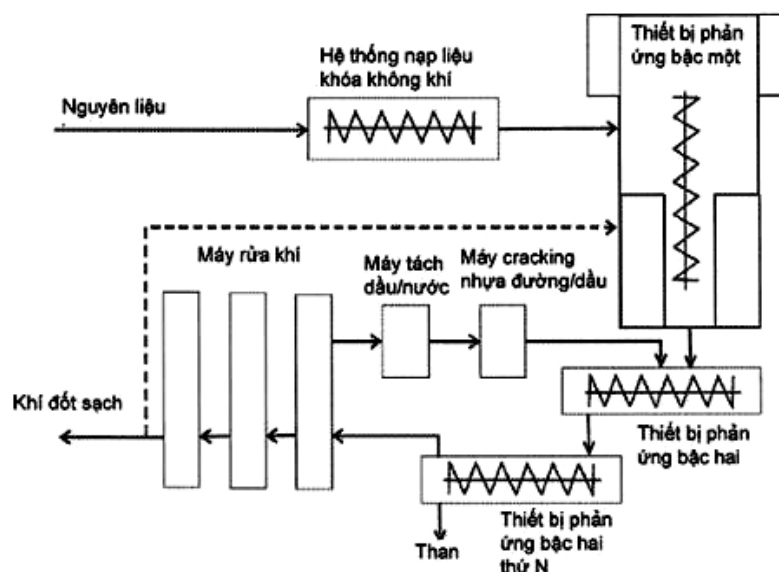 Thiết bị phản
ứng bậc một
Hệ thống nạp liệu
khóa không khí
Nguyên liệu
Máy rửa khí
Máy tách
dầu/nước
Máy cracking
nhựa đường/dầu
Khí đốt sạch
Thiết bị phản
ứng bậc hai
Than
Thiết bị phản
ứng bậc hai
thứ N